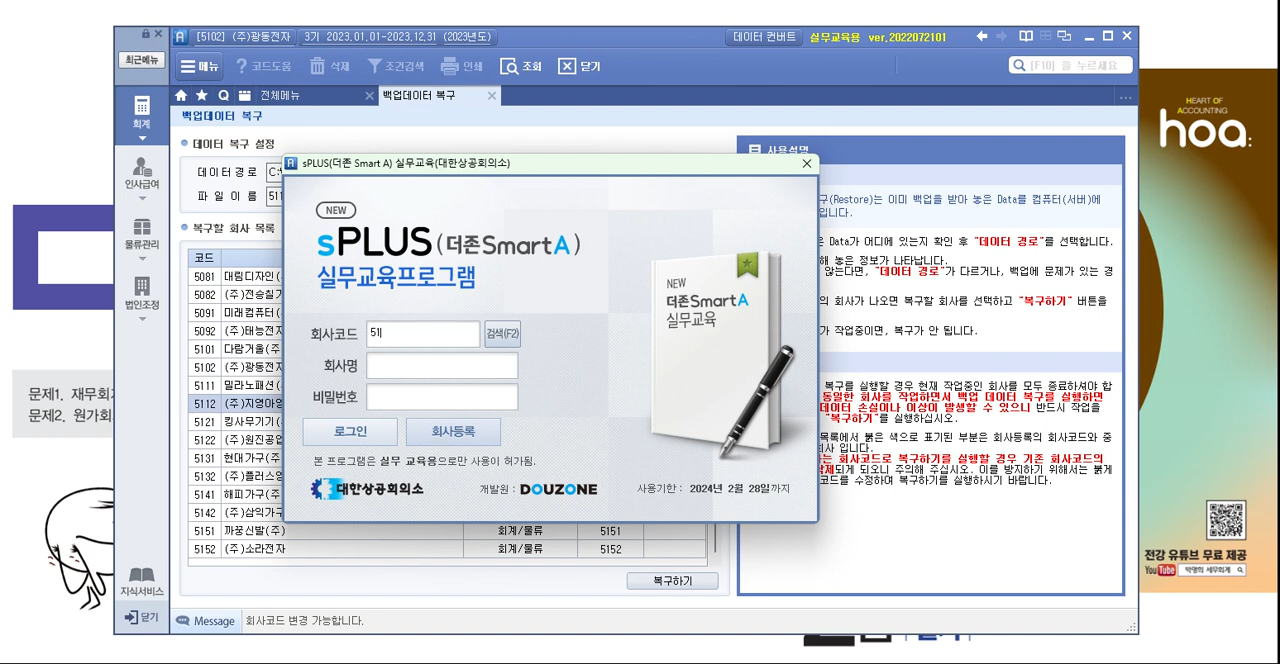 [5102] (주)광동전자 3기 2023.01.01~2023.12.31 (2023년도) 데이터 컨버트 실무교육용 ver.2022072101
최근메뉴 메뉴 코드도움 삭제 조건검색 인쇄 조회 닫기 [F10] 을 누르세요
전체메뉴 백업데이터 복구
백업데이터 복구
회계
인사급여
물류관리
법인조정
지식서비스
닫기
데이터 복구 설정
데이터경로 C:
파 일 이 름 51
복구할 회사 목록
코드
5081 대림디자인(
5082 (주)전승칠기
5091 미래컴퓨터(
5092 (주)태능전자
5101 다람거울(주
5102 (주)광동전자
5111 밀라노패션(
5112 (주)지영아
5121 킹사무기기(
5122 (주)원진공업
5131 현대가구(주
5132 (주)플러스
5141 해피가구(주
5142 (주)삼익가구
5151 까꿍신발(주) 회계/물류 5151
5152 (주)소라전자 회계/물류 5152
복구하기
Message 회사코드 변경 가능합니다.
sPLUS(더존 Smart A) 실무교육(대한상공회의소)
NEW
sPLUS(더존SmartA)
실무교육프로그램
회사코드 51 검색(F2)
회사명
비밀번호
로그인 회사등록
본 프로그램은 실무 교육용으로만 사용이 허가됨.
대한상공회의소 개발원 : DOUZONE 사용기한 : 2024년 2월 28일까지
NEW
더존SmartA
실무교육
사용설명
구(Restore)는 이미 백업을 받아 놓은 Data를 컴퓨터(서버)에
입니다.
은 Data가 어디에 있는지 확인 후 "데이터 경로"를 선택합니다.
해 놓은 정보가 나타납니다.
않는다면, "데이터 경로"가 다르거나, 백업에 문제가 있는 경
의 회사가 나오면 복구할 회사를 선택하고 "복구하기" 버튼을
가 작업중이면, 복구가 안 됩니다.
복구를 실행할 경우 현재 작업중인 회사를 모두 종료하셔야 합
동일한 회사를 작업하면서 백업 데이터 복구를 실행하면
데이터 손실이나 이상이 발생할 수 있으니 반드시 작업을
"복구하기"를 실행하십시오.
목록에서 붉은 색으로 표기된 부분은 회사등록의 회사코드와 중
회사 입니다.
는 회사코드로 복구하기를 실행할 경우 기존 회사코드의
삭제되게 되오니 주의해 주십시오. 이를 방지하기 위해서는 붉게
코드를 수정하여 복구하기를 실행하시기 바랍니다.
문제1. 재무회계
문제2. 원가회
HEART OF
ACCOUNTING
hoa:
전강 유튜브 무료 제공
YouTube 박명희 세무회계